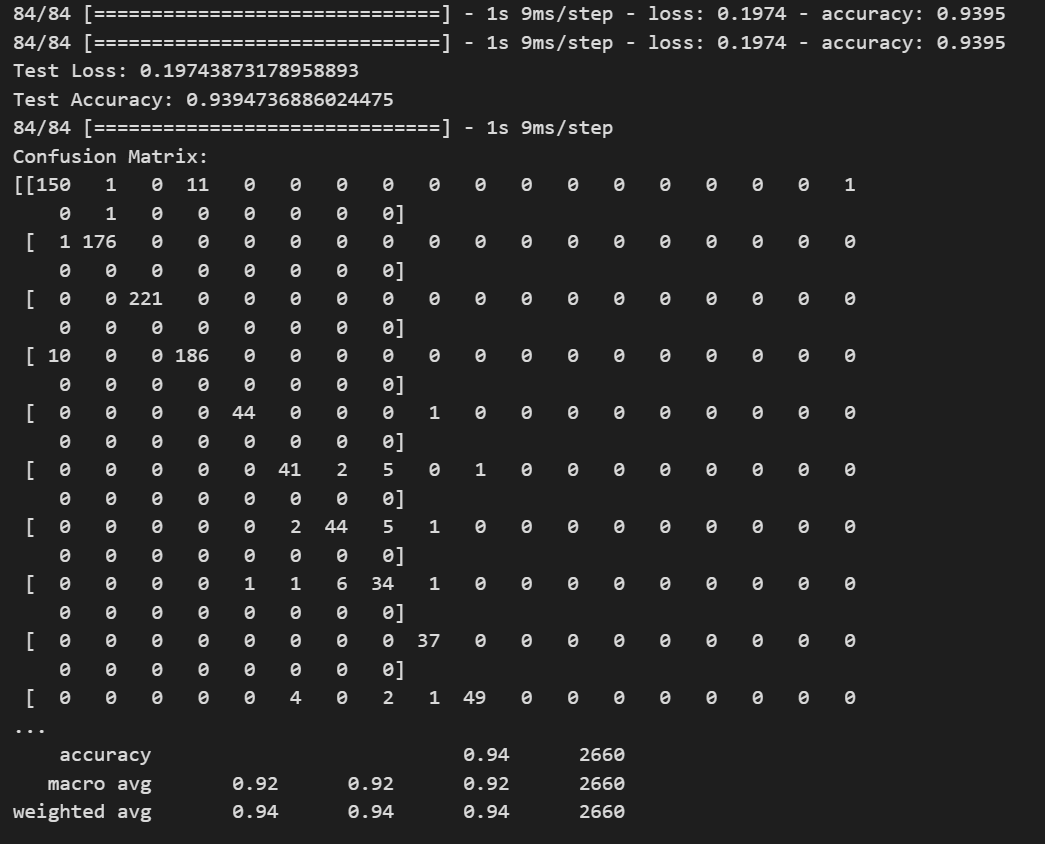 84/84 [==============================] - 1s 9ms/step - loss: 0.1974 - accuracy: 0.9395
84/84 [==============================] - 1s 9ms/step - loss: 0.1974 - accuracy: 0.9395
Test Loss: 0.19743873178958893
Test Accuracy: 0.9394736886024475
84/84 [==============================] - 1s 9ms/step
Confusion Matrix:
[[150   1   0  11   0   0   0   0   0   0   0   0   0   0   0   0   0   1
    0   1   0   0   0   0   0   0]
 [  1 176   0   0   0   0   0   0   0   0   0   0   0   0   0   0   0   0
    0   0   0   0   0   0   0   0]
 [  0   0 221   0   0   0   0   0   0   0   0   0   0   0   0   0   0   0
    0   0   0   0   0   0   0   0]
 [ 10   0   0 186   0   0   0   0   0   0   0   0   0   0   0   0   0   0
    0   0   0   0   0   0   0   0]
 [  0   0   0   0  44   0   0   0   1   0   0   0   0   0   0   0   0   0
    0   0   0   0   0   0   0   0]
 [  0   0   0   0   0  41   2   5   0   1   0   0   0   0   0   0   0   0
    0   0   0   0   0   0   0   0]
 [  0   0   0   0   0   2  44   5   1   0   0   0   0   0   0   0   0   0
    0   0   0   0   0   0   0   0]
 [  0   0   0   0   1   1   6  34   1   0   0   0   0   0   0   0   0   0
    0   0   0   0   0   0   0   0]
 [  0   0   0   0   0   0   0   0  37   0   0   0   0   0   0   0   0   0
    0   0   0   0   0   0   0   0]
 [  0   0   0   0   0   4   0   2   1  49   0   0   0   0   0   0   0   0
...
    accuracy                           0.94      2660
   macro avg       0.92      0.92      0.92      2660
weighted avg       0.94      0.94      0.94      2660